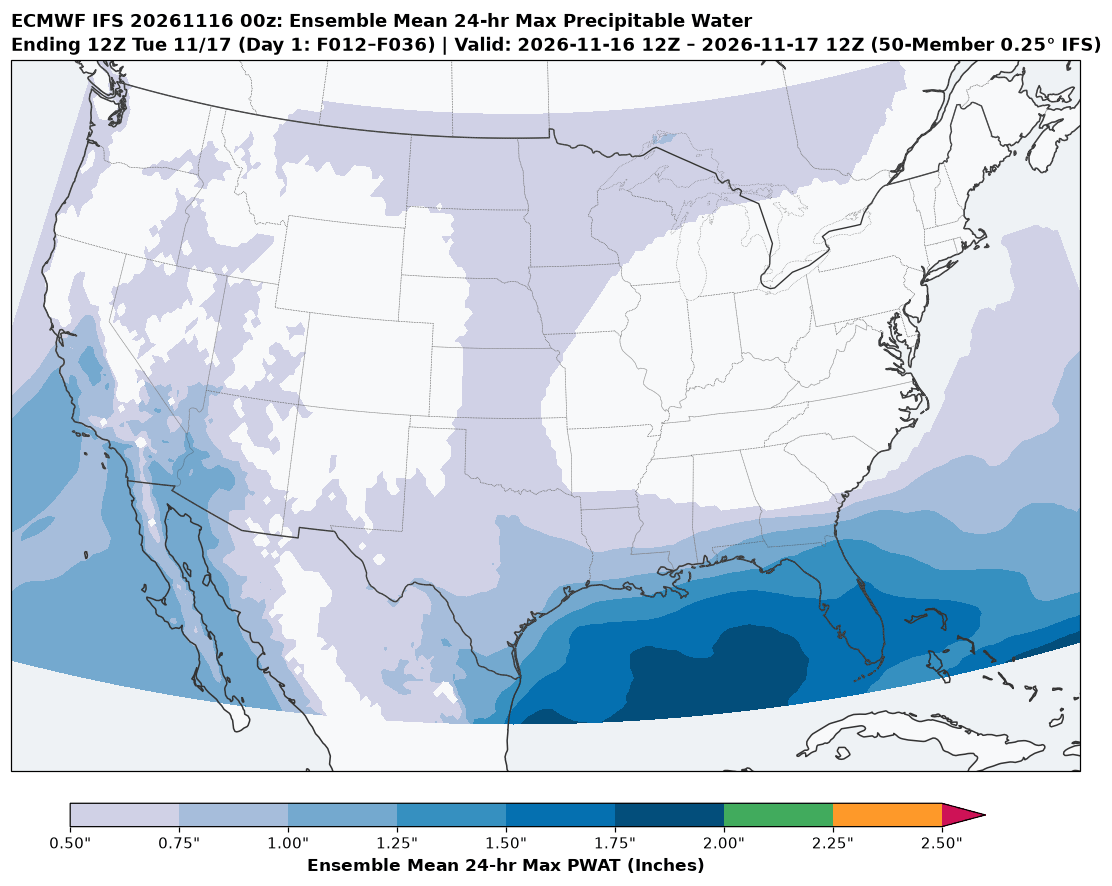 ECMWF IFS 20261116 00z: Ensemble Mean 24-hr Max Precipitable Water
Ending 12Z Tue 11/17 (Day 1: F012–F036) | Valid: 2026-11-16 12Z – 2026-11-17 12Z (50-Member 0.25° IFS)
0.50" 0.75" 1.00" 1.25" 1.50" 1.75" 2.00" 2.25" 2.50"
Ensemble Mean 24-hr Max PWAT (Inches)